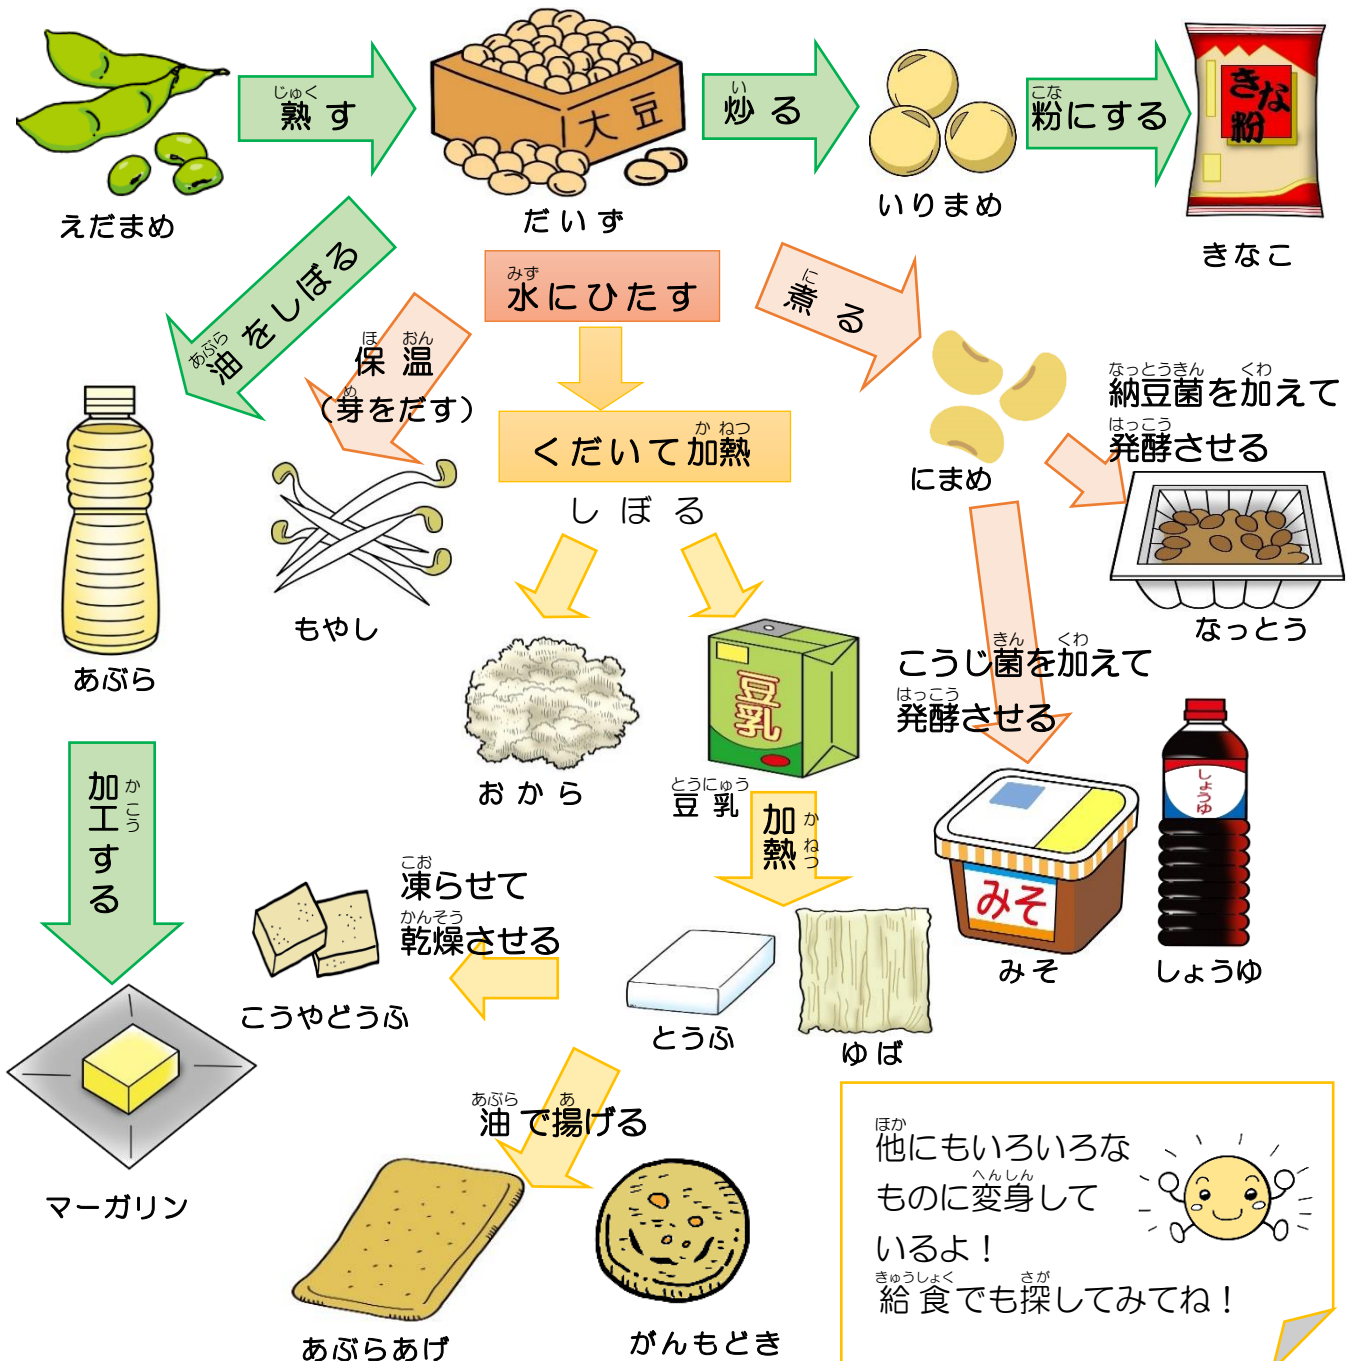 じゅく
熟す
大豆
い
炒る
こな
粉にする
きな粉
えだまめ
だいず
いりまめ
きなこ
あぶら
油をしぼる
みず
水にひたす
に
煮る
ほ おん
保温
め
（芽をだす）
か ねつ
くだいて加熱
しぼる
にまめ
なっとうきん くわ
納豆菌を加えて
はっこう
発酵させる
なっとう
もやし
あぶら
おから
豆乳
とうにゅう
豆乳
きん くわ
こうじ菌を加えて
はっこう
発酵させる
しょうゆ
みそ
みそ
しょうゆ
か こう
加工する
か ねつ
加熱
こお
凍らせて
かんそう
乾燥させる
こうやどうふ
とうふ
ゆば
マーガリン
あぶら あ
油で揚げる
あぶらあげ
がんもどき
ほか
他にもいろいろな
へんしん
ものに変身して
いるよ！
きゅうしょく さが
給食でも探してみてね！